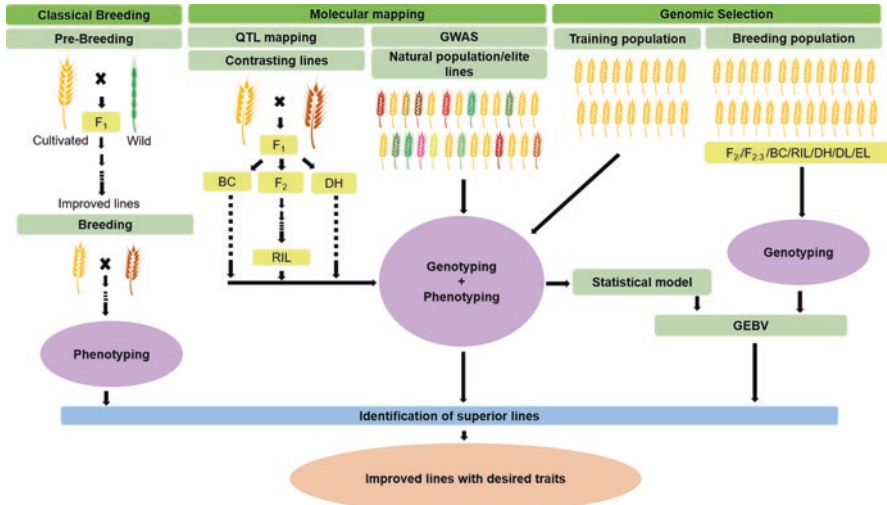 Classical Breeding
Pre-Breeding
F1
Cultivated
Wild
Improved lines
Breeding
Phenotyping
Molecular mapping
QTL mapping
Contrasting lines
F1
BC
F2
DH
RIL
GWAS
Natural population/elite
lines
Genotyping
+
Phenotyping
Genomic Selection
Training population
Breeding population
F2/F2:3/BC/RIL/DH/DL/EL
Genotyping
Statistical model
GEBV
Identification of superior lines
Improved lines with desired traits